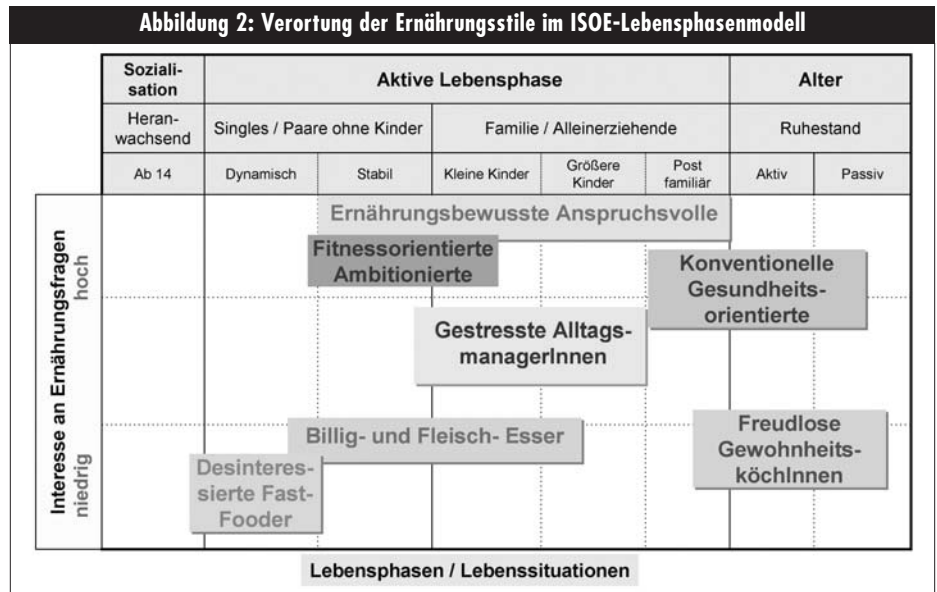 Abbildung 2: Verortung der Ernährungsstile im ISOE-Lebensphasenmodell
Soziali-
sation
Aktive Lebensphase
Alter
Heran-
wachsend
Singles / Paare ohne Kinder
Familie / Alleinerziehende
Ruhestand
Ab 14
Dynamisch
Stabil
Kleine Kinder
Größere
Kinder
Post
familiär
Aktiv
Passiv
Interesse an Ernährungsfragen
hoch
niedrig
Ernährungsbewusste Anspruchsvolle
Fitnessorientierte
Ambitionierte
Konventionelle
Gesundheits-
orientierte
Gestresste Alltags-
managerInnen
Billig- und Fleisch- Esser
Freudlose
Gewohnheits-
köchInnen
Desinteres-
sierte Fast-
Fooder
Lebensphasen / Lebenssituationen